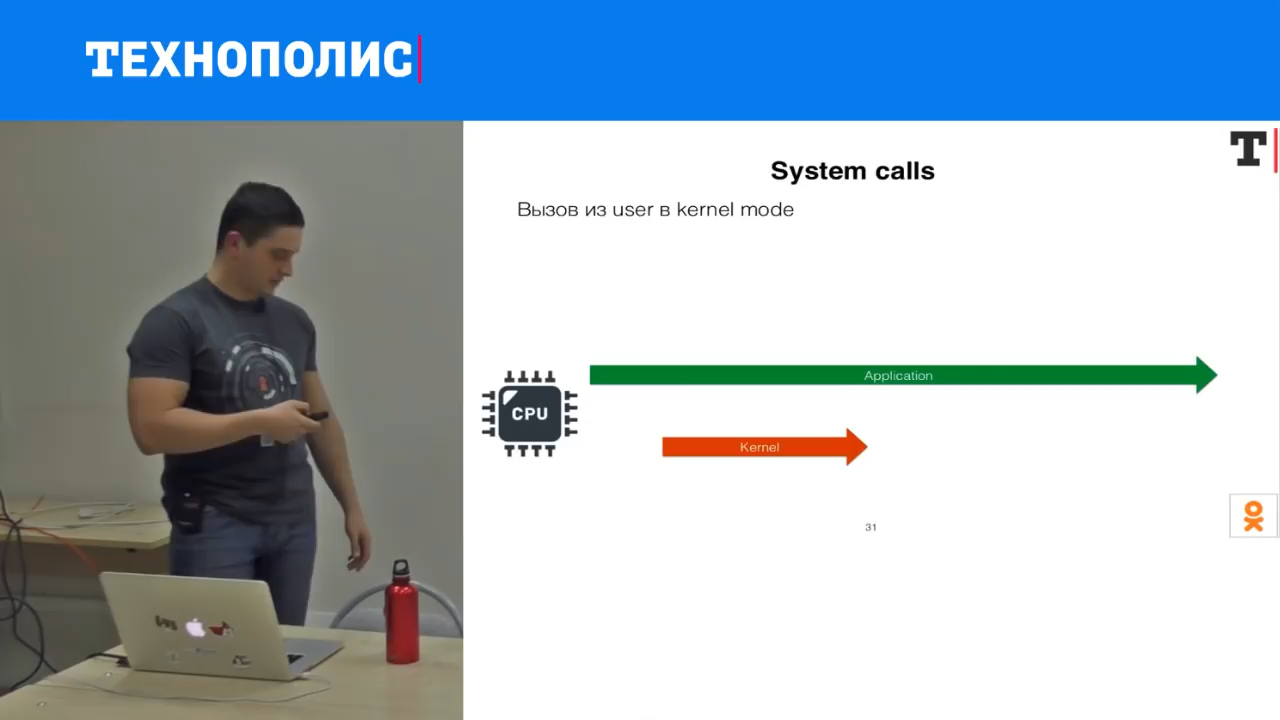 ТЕХНОПОЛИС
T
System calls
Вызов из user в kernel mode
Application
CPU
Kernel
31